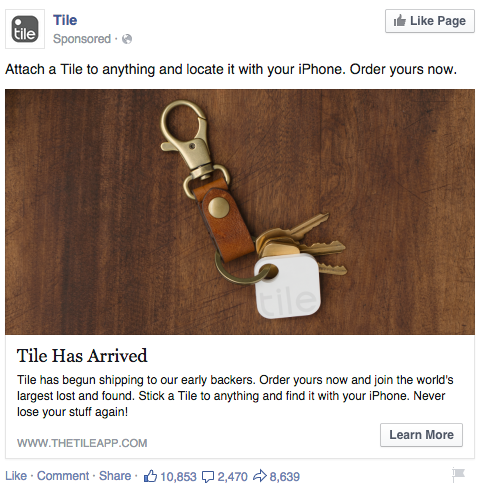 tile
Tile
Sponsored ·
Like Page
Attach a Tile to anything and locate it with your iPhone. Order yours now.
tile
Tile Has Arrived
Tile has begun shipping to our early backers. Order yours now and join the world's
largest lost and found. Stick a Tile to anything and find it with your iPhone. Never
lose your stuff again!
WWW.THETILEAPP.COM
Learn More
Like · Comment · Share · 10,853 2,470 8,639